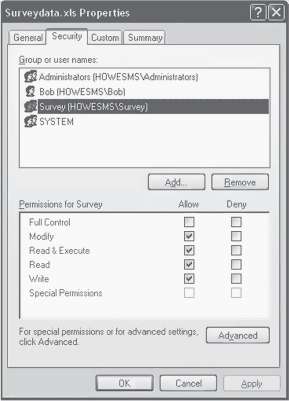 Surveydata.xls Properties
General Security Custom Summary
Group or user names:
Administrators (HOWESMS\Administrators)
Bob (HOWESMS\Bob)
Survey (HOWESMS\Survey)
SYSTEM
Add... Remove
Permissions for Survey Allow Deny
Full Control
Modify
Read & Execute
Read
Write
Special Permissions
For special permissions or for advanced settings,
click Advanced.
Advanced
OK Cancel Apply